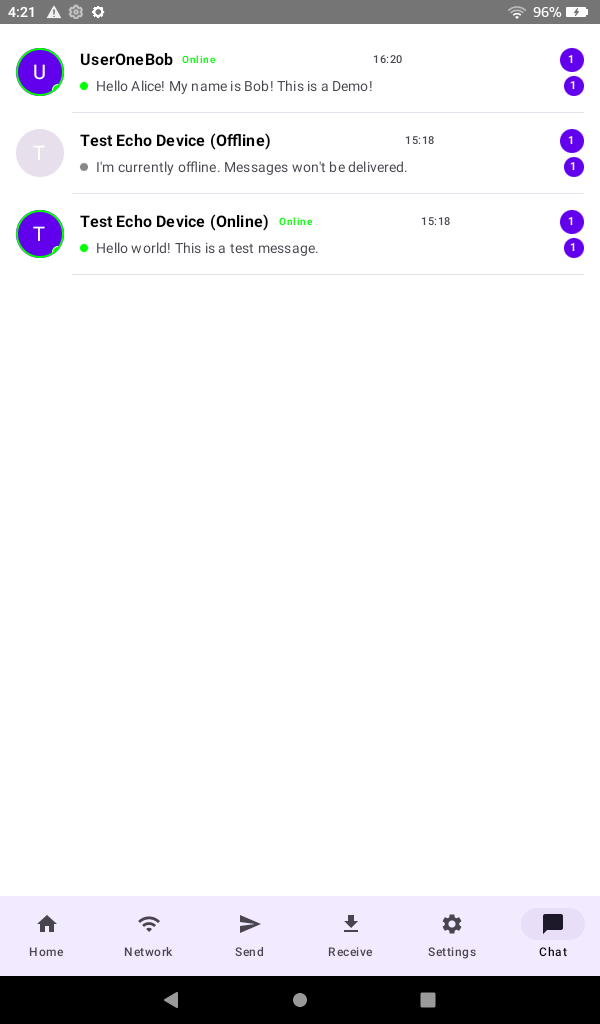 4:21 96%
UserOneBob Online 16:20 1
Hello Alice! My name is Bob! This is a Demo! 1
U
Test Echo Device (Offline) 15:18 1
T
I'm currently offline. Messages won't be delivered. 1
Test Echo Device (Online) Online 15:18 1
T
Hello world! This is a test message. 1
Home Network Send Receive Settings Chat